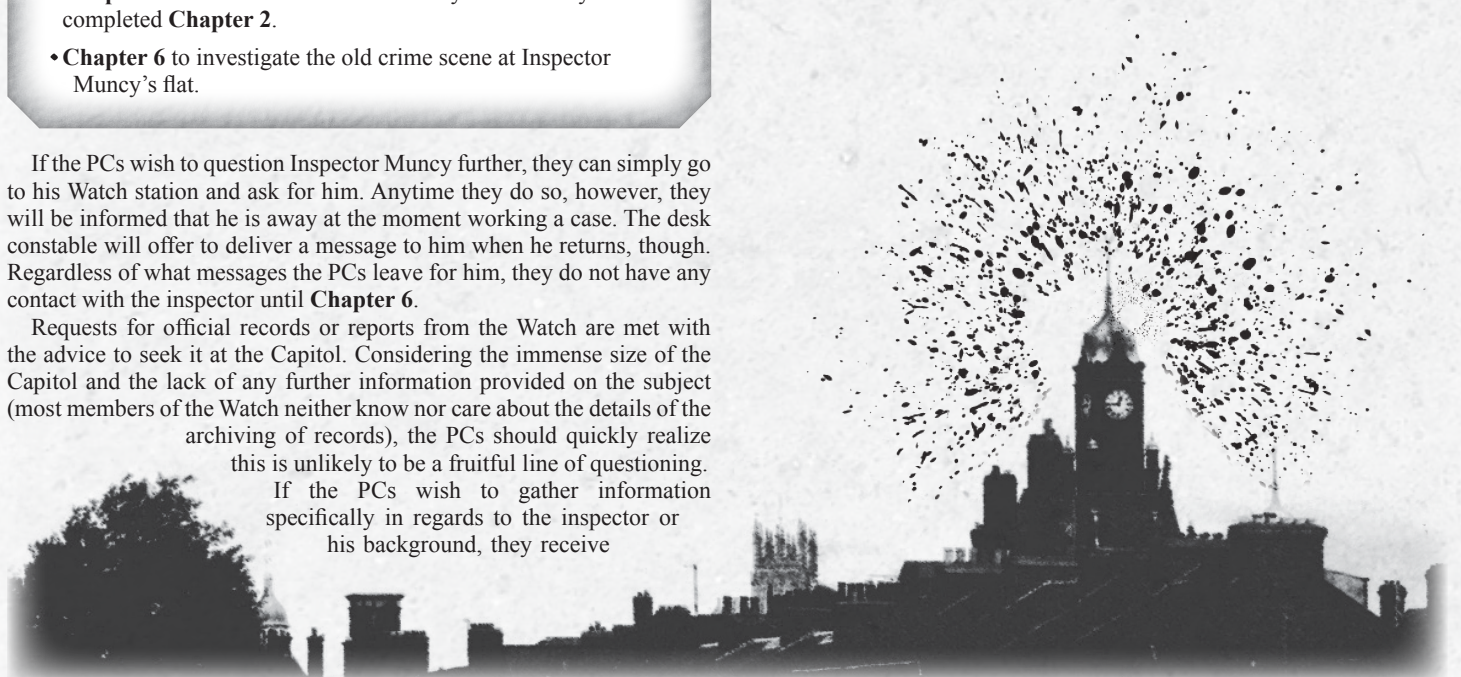 completed Chapter 2.
◆ Chapter 6 to investigate the old crime scene at Inspector
Muncy's flat.
If the PCs wish to question Inspector Muncy further, they can simply go
to his Watch station and ask for him. Anytime they do so, however, they
will be informed that he is away at the moment working a case. The desk
constable will offer to deliver a message to him when he returns, though.
Regardless of what messages the PCs leave for him, they do not have any
contact with the inspector until Chapter 6.
Requests for official records or reports from the Watch are met with
the advice to seek it at the Capitol. Considering the immense size of the
Capitol and the lack of any further information provided on the subject
(most members of the Watch neither know nor care about the details of the
archiving of records), the PCs should quickly realize
this is unlikely to be a fruitful line of questioning.
If the PCs wish to gather information
specifically in regards to the inspector or
his background, they receive